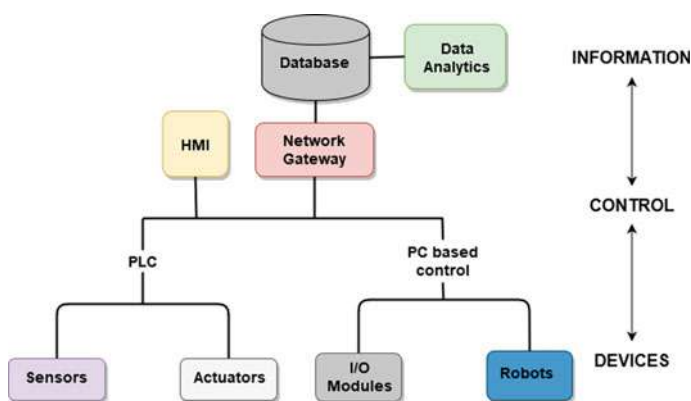 Database
Data
Analytics
INFORMATION
HMI
Network
Gateway
CONTROL
PLC
PC based
control
Sensors
Actuators
I/O
Modules
Robots
DEVICES